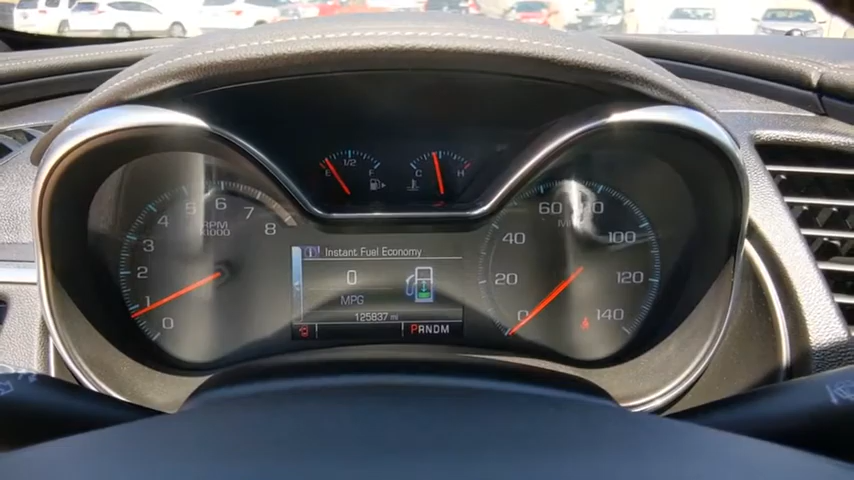 E 1/2 F
C H
RPM
X1000
0 1 2 3 4 5 6 7 8
Instant Fuel Economy
0
MPG
125837 mi
PRNDM
0 20 40 60 80 100 120 140